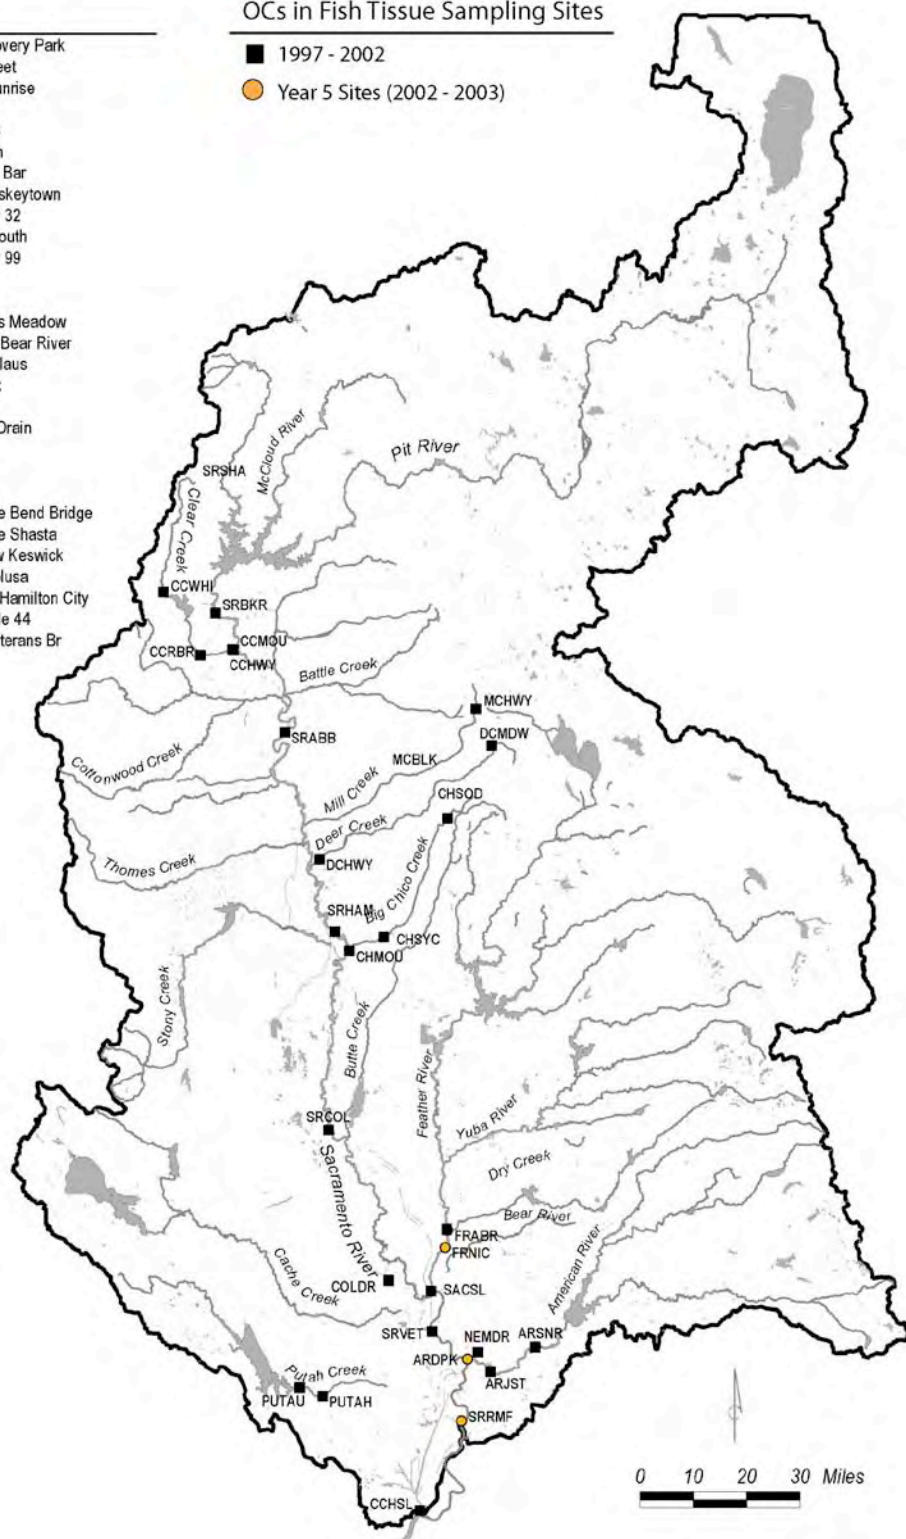 OCs in Fish Tissue Sampling Sites
1997 - 2002
Year 5 Sites (2002 - 2003)
overy Park
eet
unrise
n
Bar
skeytown
32
outh
99
s Meadow
Bear River
laus
Drain
e Bend Bridge
e Shasta
w Keswick
lusa
Hamilton City
le 44
terans Br
McCloud River
Pit River
SRSHA
Clear Creek
CCWHI
SRBKR
CCMOU
CCRBR
CCHWY
Battle Creek
MCHWY
SRABB
DCMDW
Cottonwood Creek
MCBLK
Mill Creek
CHSOD
Deer Creek
Thomes Creek
DCHWY
Big Chico Creek
SRHAM
CHSYC
CHMOU
Stony Creek
Butte Creek
Feather River
SRCOL
Yuba River
Dry Creek
Sacramento River
Bear River
FRABR
FRNIC
American River
Cache Creek
COLDR
SACSL
SRVET
NEMDR
ARSNR
ARDPK
Putah Creek
ARJST
PUTAU
PUTAH
SRRMF
0 10 20 30 Miles
CCHSL